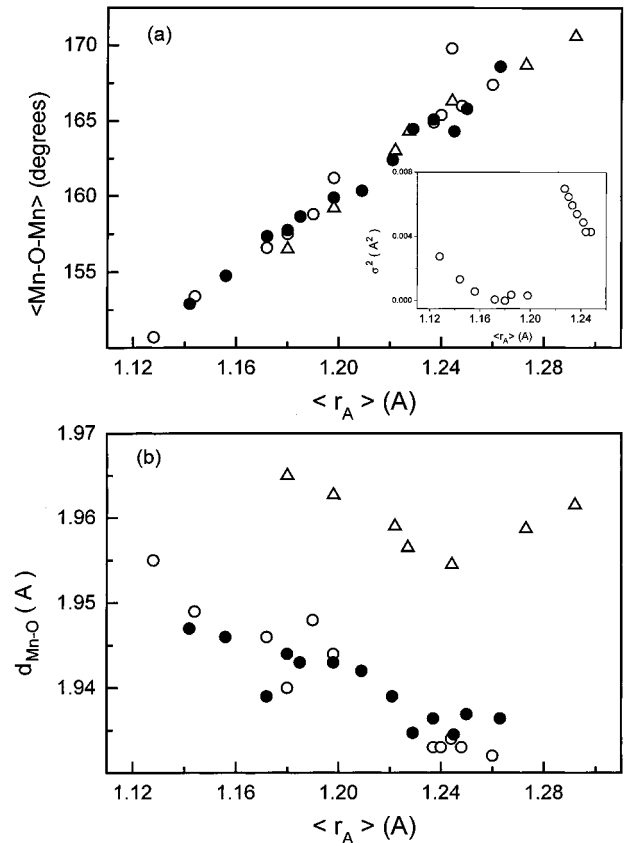 (a)
170
165
160
155
<Mn-O-Mn> (degrees)
0.008
0.004
0.000
σ² (A²)
1.12 1.16 1.20 1.24
<r_A> (A)
1.12 1.16 1.20 1.24 1.28
< r_A > (A)
(b)
1.97
1.96
1.95
1.94
d_Mn-O (A)
1.12 1.16 1.20 1.24 1.28
< r_A > (A)